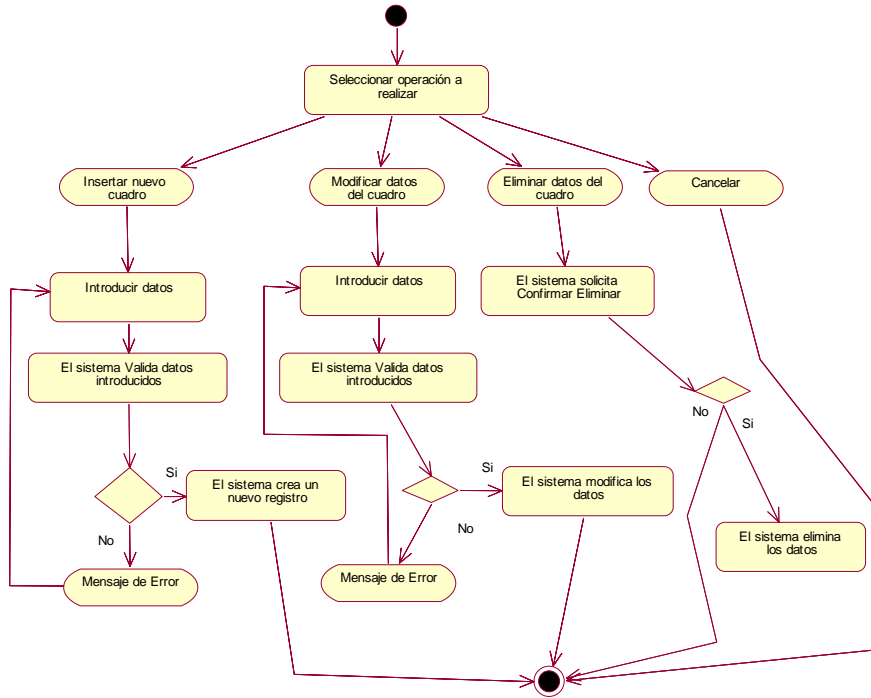 Seleccionar operación a
realizar
Insertar nuevo
cuadro
Modificar datos
del cuadro
Eliminar datos del
cuadro
Cancelar
Introducir datos
Introducir datos
El sistema solicita
Confirmar Eliminar
El sistema Valida datos
introducidos
El sistema Valida datos
introducidos
No
Si
Si
El sistema crea un
nuevo registro
Si
El sistema modifica los
datos
No
No
El sistema elimina
los datos
Mensaje de Error
Mensaje de Error